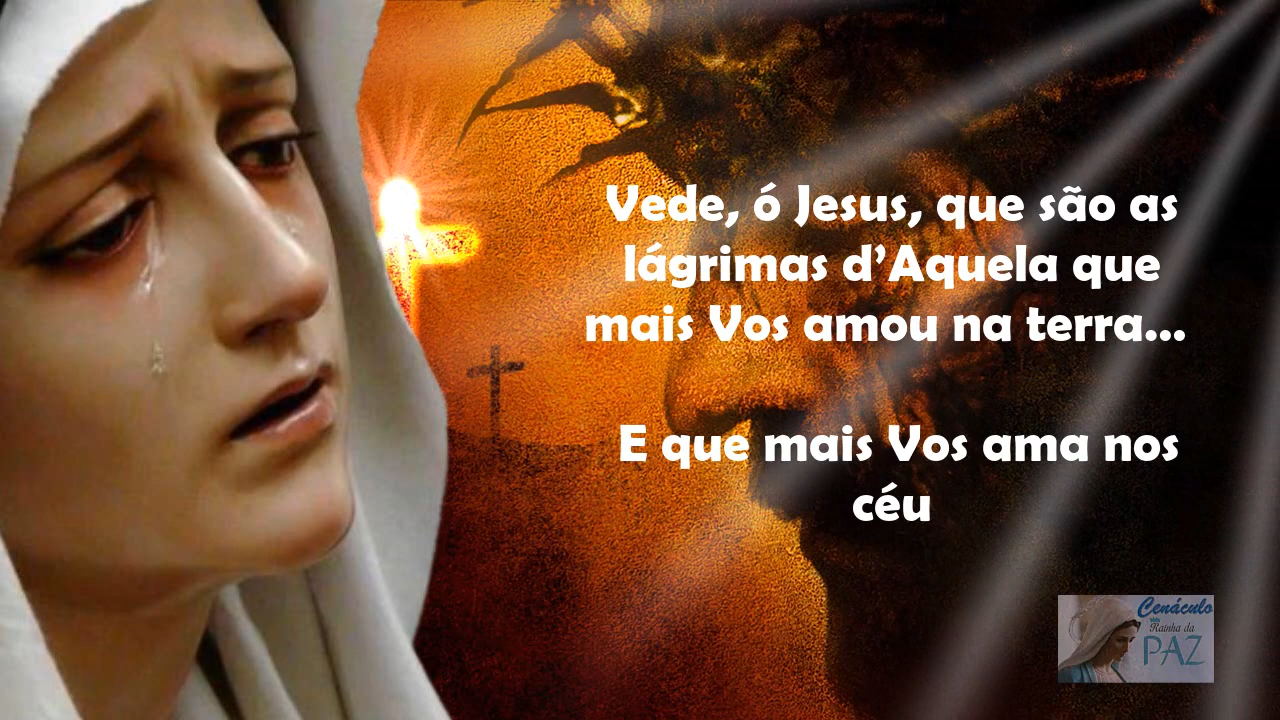 Vede, ó Jesus, que são as
lágrimas d’Aquela que
mais Vos amou na terra...
E que mais Vos ama nos
céu
Cenáculo
Rainha da
PAZ